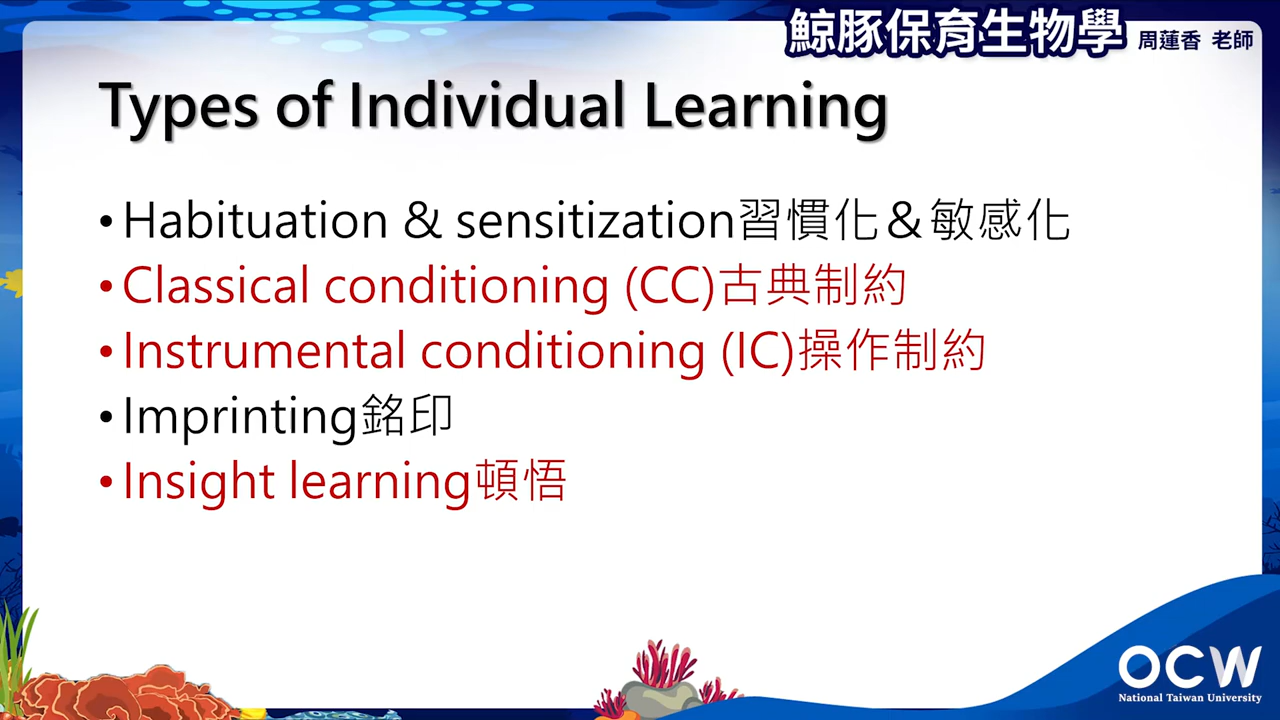 鯨豚保育生物學 周蓮香 老師
Types of Individual Learning
• Habituation & sensitization習慣化＆敏感化
• Classical conditioning (CC)古典制約
• Instrumental conditioning (IC)操作制約
• Imprinting銘印
• Insight learning頓悟
OCW
National Taiwan University